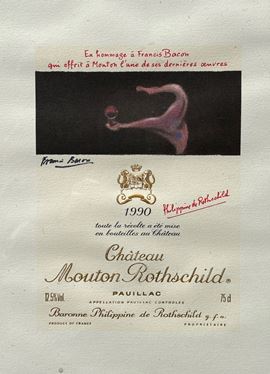 En hommage à Francis Bacon
qui offrit à Mouton l'une de ses dernières œuvres
Francis Bacon
1990
Philippine de Rothschild
toute la récolte a été mise
en bouteilles au Château
Château
Mouton Rothschild
PAUILLAC
12.5% Vol. APPELLATION PAUILLAC CONTRÔLÉE 75 cl
Baronne Philippine de Rothschild g.f.a.
PRODUCE OF FRANCE PROPRIÉTAIRE